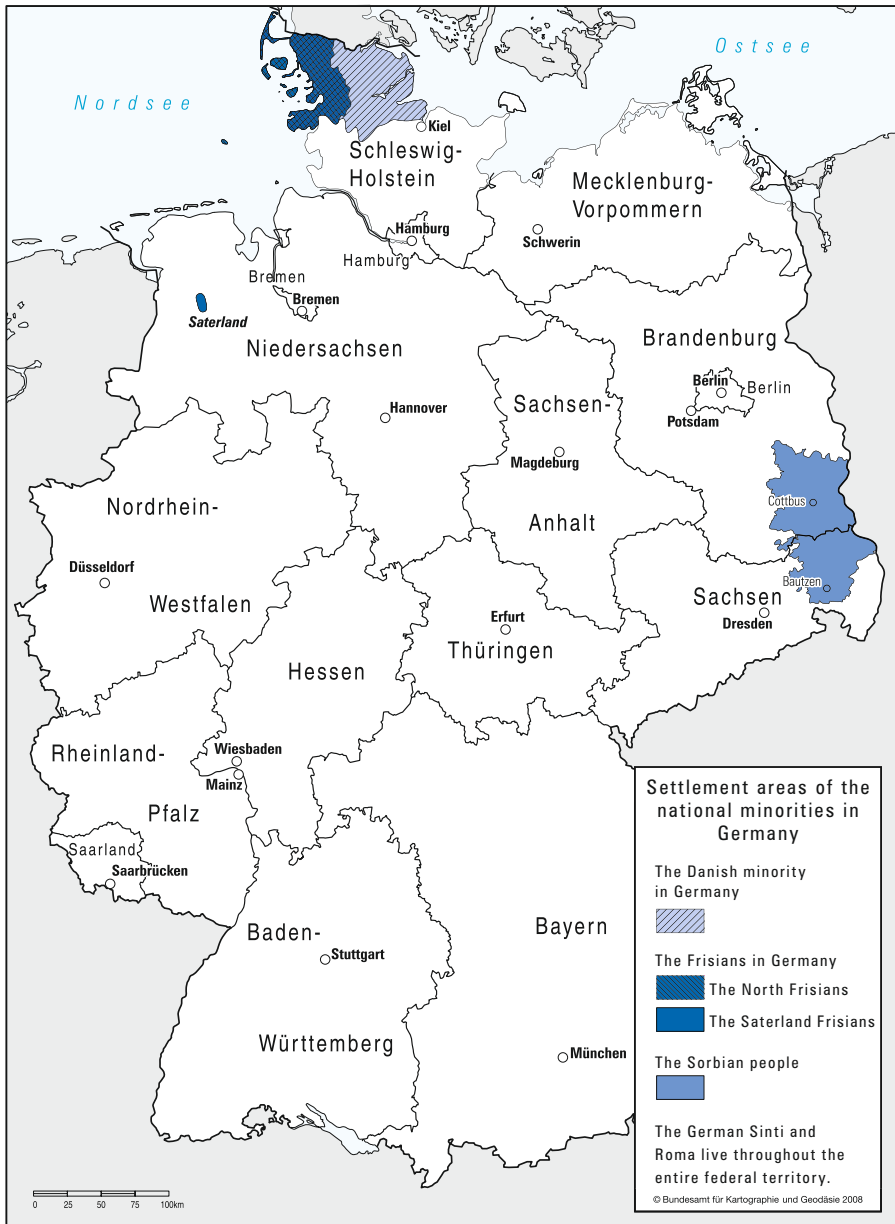 Ostsee
Nordsee
Kiel
Schleswig-
Holstein
Mecklenburg-
Vorpommern
Hamburg
Schwerin
Hamburg
Bremen
Bremen
Saterland
Niedersachsen
Brandenburg
Berlin
Berlin
Potsdam
Hannover
Sachsen-
Magdeburg
Anhalt
Cottbus
Nordrhein-
Düsseldorf
Westfalen
Bautzen
Sachsen
Dresden
Erfurt
Thüringen
Hessen
Rheinland-
Wiesbaden
Mainz
Pfalz
Saarland
Saarbrücken
Baden-
Stuttgart
Württemberg
Bayern
München
Settlement areas of the
national minorities in
Germany
The Danish minority
in Germany
The Frisians in Germany
The North Frisians
The Saterland Frisians
The Sorbian people
The German Sinti and
Roma live throughout the
entire federal territory.
© Bundesamt für Kartographie und Geodäsie 2008
0 25 50 75 100km